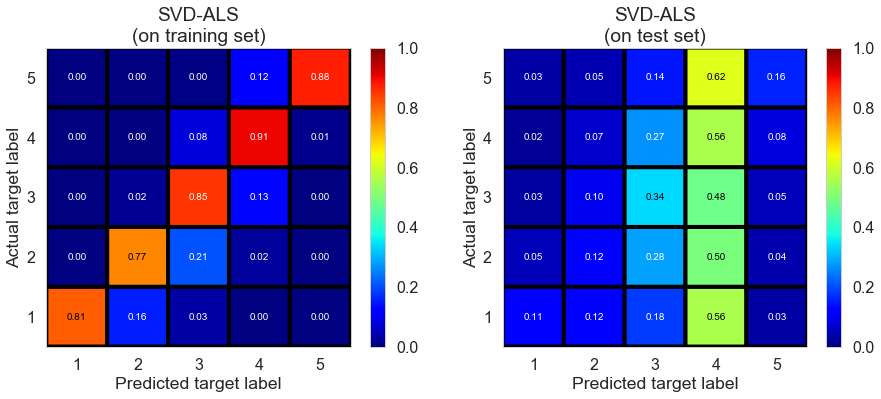 SVD-ALS
(on training set)
Actual target label
5 0.00 0.00 0.00 0.12 0.88
4 0.00 0.00 0.08 0.91 0.01
3 0.00 0.02 0.85 0.13 0.00
2 0.00 0.77 0.21 0.02 0.00
1 0.81 0.16 0.03 0.00 0.00
1 2 3 4 5
Predicted target label
1.0
0.8
0.6
0.4
0.2
0.0
SVD-ALS
(on test set)
Actual target label
5 0.03 0.05 0.14 0.62 0.16
4 0.02 0.07 0.27 0.56 0.08
3 0.03 0.10 0.34 0.48 0.05
2 0.05 0.12 0.28 0.50 0.04
1 0.11 0.12 0.18 0.56 0.03
1 2 3 4 5
Predicted target label
1.0
0.8
0.6
0.4
0.2
0.0